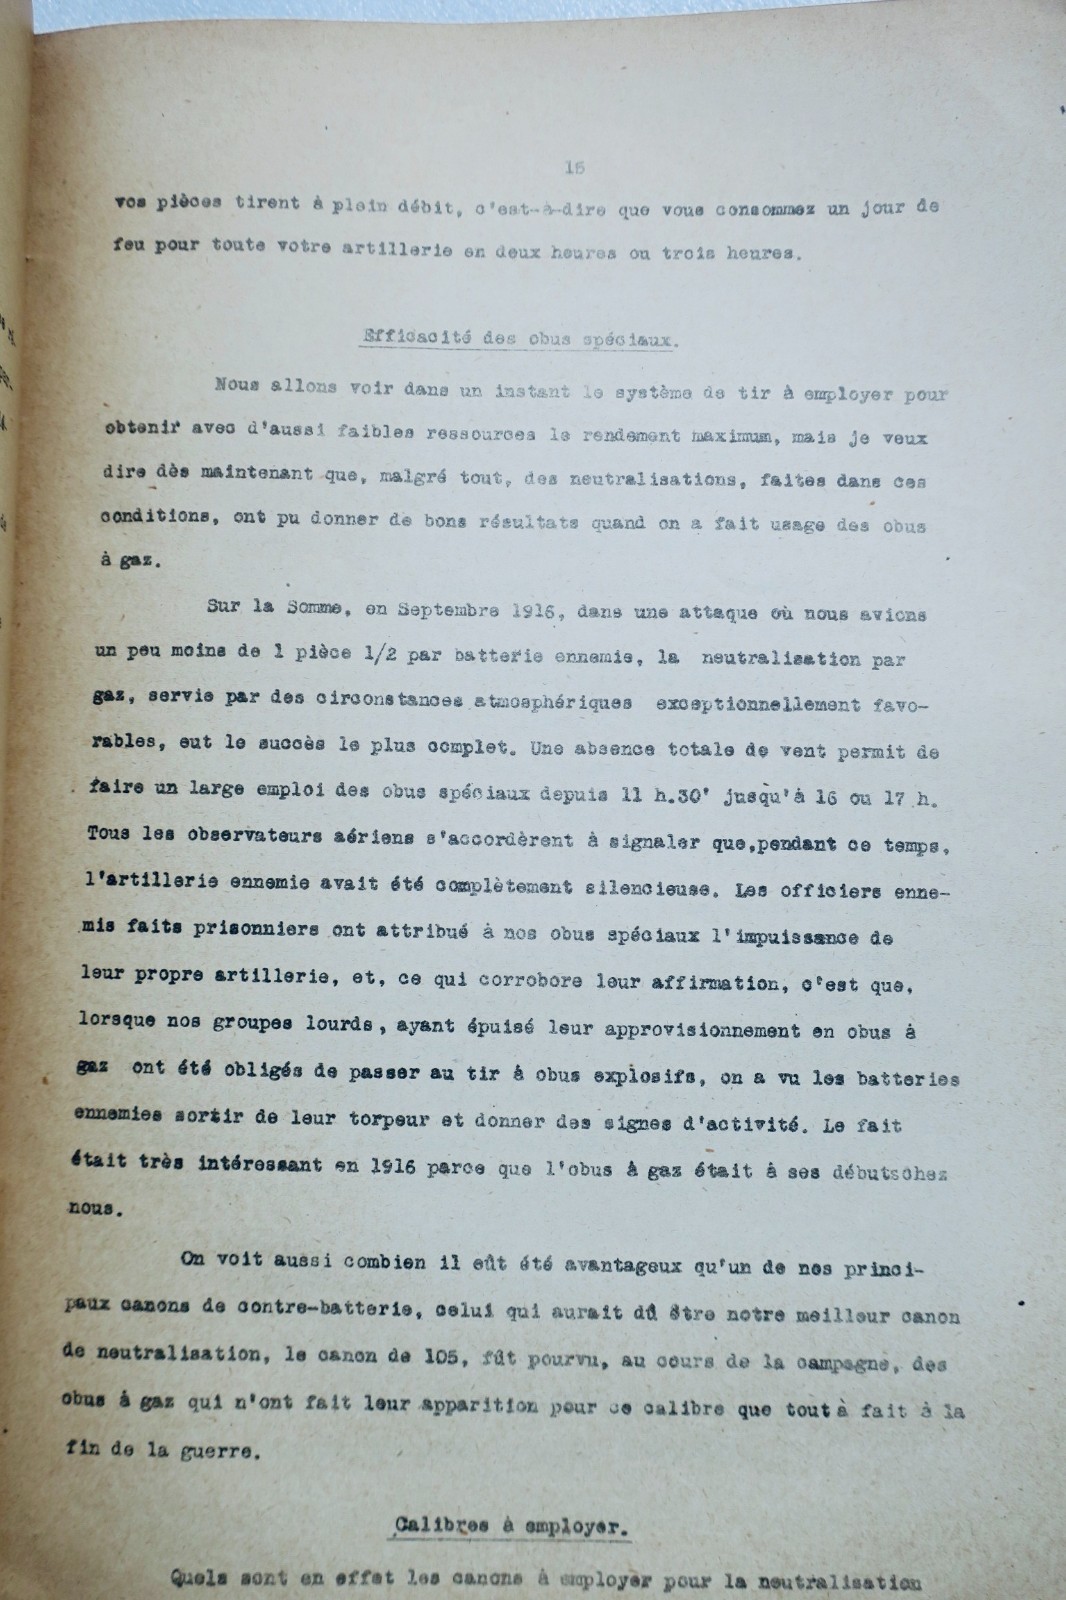 15
vos pièces tirent à plein débit, c'est-à-dire que vous consommez un jour de
feu pour toute votre artillerie en deux heures ou trois heures.
Efficacité des obus spéciaux.
Nous allons voir dans un instant le système de tir à employer pour
obtenir avec d'aussi faibles ressources le rendement maximum, mais je veux
dire dès maintenant que, malgré tout, des neutralisations, faites dans ces
conditions, ont pu donner de bons résultats quand on a fait usage des obus
à gaz.
Sur la Somme, en Septembre 1916, dans une attaque où nous avions
un peu moins de 1 pièce 1/2 par batterie ennemie, la neutralisation par
gaz, servie par des circonstances atmosphériques exceptionnellement favo-
rables, eut le succès le plus complet. Une absence totale de vent permit de
faire un large emploi des obus spéciaux depuis 11 h.30' jusqu'à 16 ou 17 h.
Tous les observateurs aériens s'accordèrent à signaler que,pendant ce temps,
l'artillerie ennemie avait été complètement silencieuse. Les officiers enne-
mis faits prisonniers ont attribué à nos obus spéciaux l'impuissance de
leur propre artillerie, et, ce qui corrobore leur affirmation, c'est que,
lorsque nos groupes lourds, ayant épuisé leur approvisionnement en obus à
gaz ont été obligés de passer au tir à obus explosifs, on a vu les batteries
ennemies sortir de leur torpeur et donner des signes d'activité. Le fait
était très intéressant en 1916 parce que l'obus à gaz était à ses débutschez
nous.
On voit aussi combien il eût été avantageux qu'un de nos princi-
paux canons de contre-batterie, celui qui aurait dû être notre meilleur canon
de neutralisation, le canon de 105, fût pourvu, au cours de la campagne, des
obus à gaz qui n'ont fait leur apparition pour ce calibre que tout à fait à la
fin de la guerre.
Calibres à employer.
Quels sont en effet les canons à employer pour la neutralisation